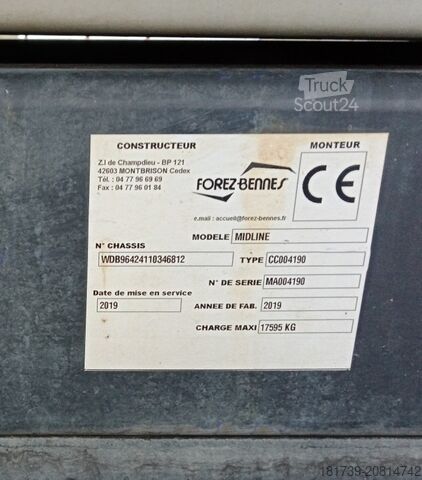 Truck
Scout24
CONSTRUCTEUR
MONTEUR
Z.I de Champdieu - BP 121
42603 MONTBRISON Cedex
Tél. : 04 77 96 69 69
Fax : 04 77 96 01 84
FOREZ-BENNES
CE
e.mail : accueil@forez-bennes.fr
MODELE MIDLINE
N° CHASSIS
WDB96424110346812
TYPE CC004190
N° DE SERIE MA004190
Date de mise en service
2019
ANNEE DE FAB. 2019
CHARGE MAXI 17595 KG
181739-20814742